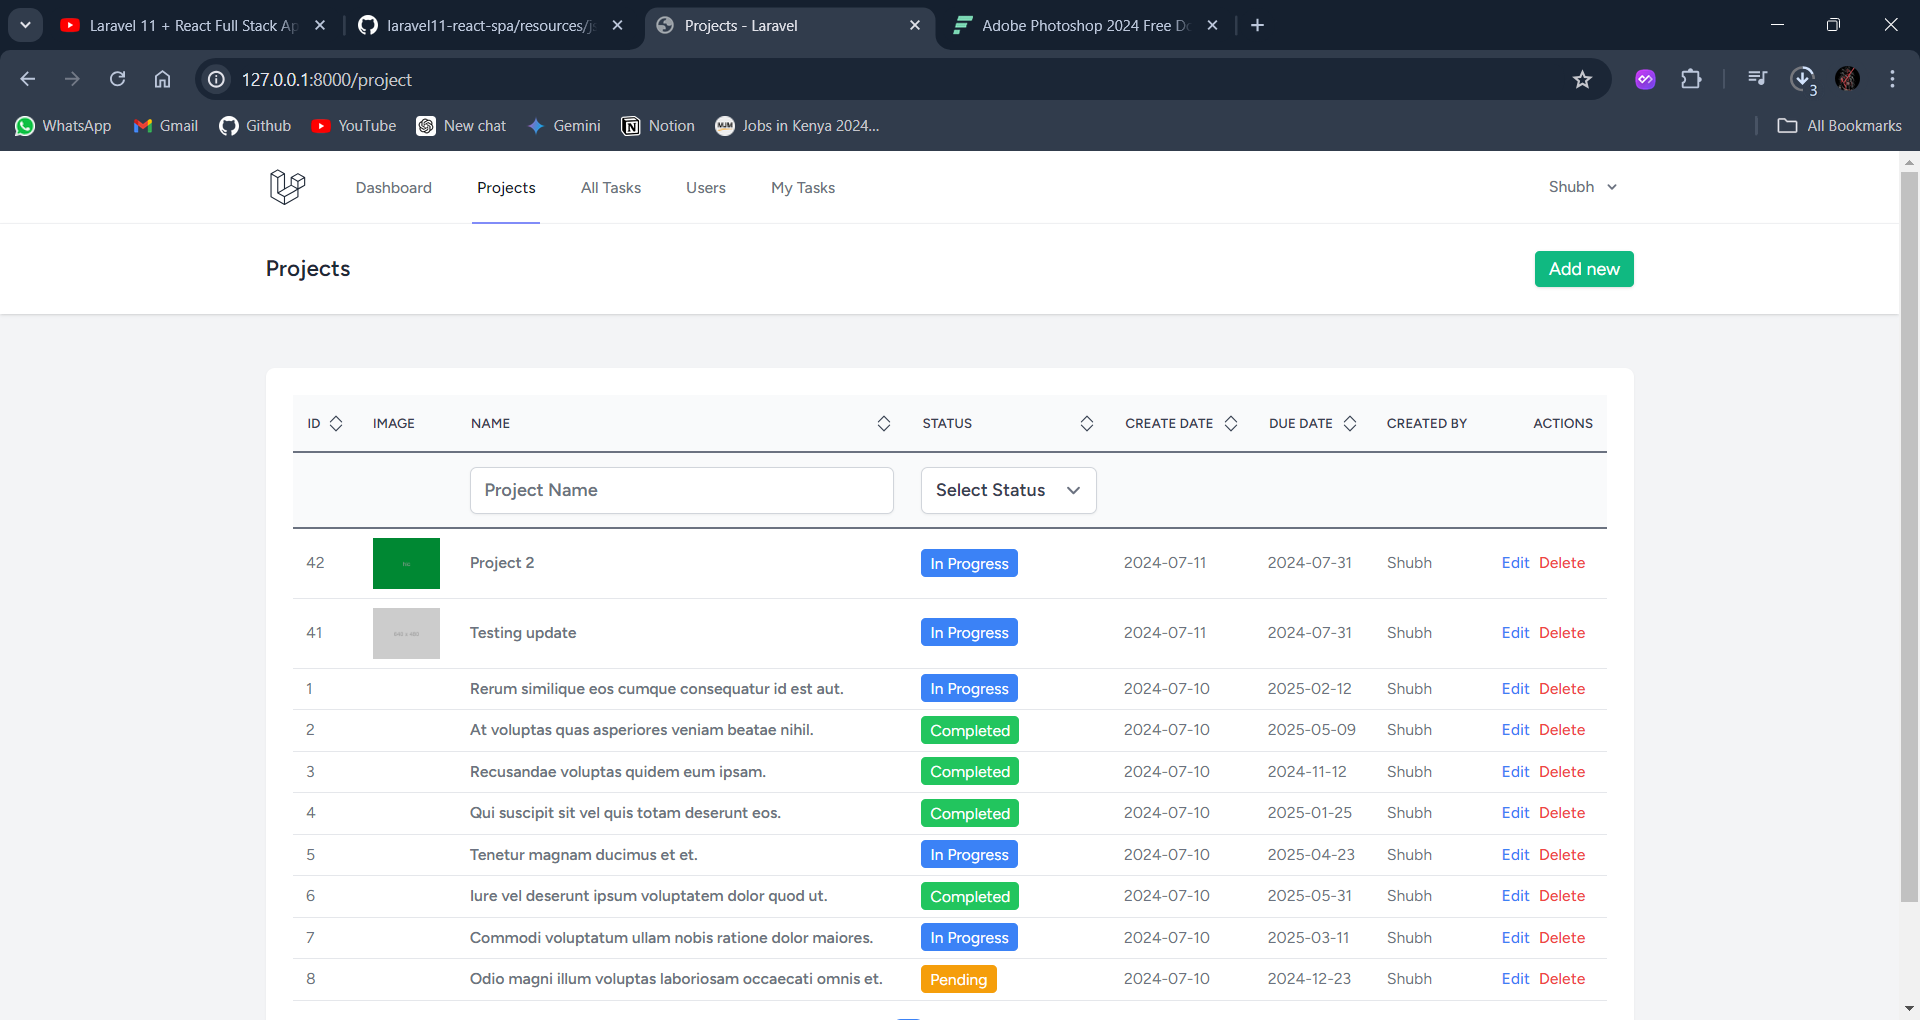 Laravel 11 + React Full Stack Ap
laravel11-react-spa/resources/js
Projects - Laravel
Adobe Photoshop 2024 Free Do
127.0.0.1:8000/project
3
WhatsApp
Gmail
Github
YouTube
New chat
Gemini
Notion
MJM
Jobs in Kenya 2024...
All Bookmarks
Dashboard
Projects
All Tasks
Users
My Tasks
Shubh
Projects
Add new
ID IMAGE NAME STATUS CREATE DATE DUE DATE CREATED BY ACTIONS
Project Name Select Status
42 Project 2 In Progress 2024-07-11 2024-07-31 Shubh Edit Delete
41 640 x 480 Testing update In Progress 2024-07-11 2024-07-31 Shubh Edit Delete
1 Rerum similique eos cumque consequatur id est aut. In Progress 2024-07-10 2025-02-12 Shubh Edit Delete
2 At voluptas quas asperiores veniam beatae nihil. Completed 2024-07-10 2025-05-09 Shubh Edit Delete
3 Recusandae voluptas quidem eum ipsam. Completed 2024-07-10 2024-11-12 Shubh Edit Delete
4 Qui suscipit sit vel quis totam deserunt eos. Completed 2024-07-10 2025-01-25 Shubh Edit Delete
5 Tenetur magnam ducimus et et. In Progress 2024-07-10 2025-04-23 Shubh Edit Delete
6 Iure vel deserunt ipsum voluptatem dolor quod ut. Completed 2024-07-10 2025-05-31 Shubh Edit Delete
7 Commodi voluptatum ullam nobis ratione dolor maiores. In Progress 2024-07-10 2025-03-11 Shubh Edit Delete
8 Odio magni illum voluptas laboriosam occaecati omnis et. Pending 2024-07-10 2024-12-23 Shubh Edit Delete